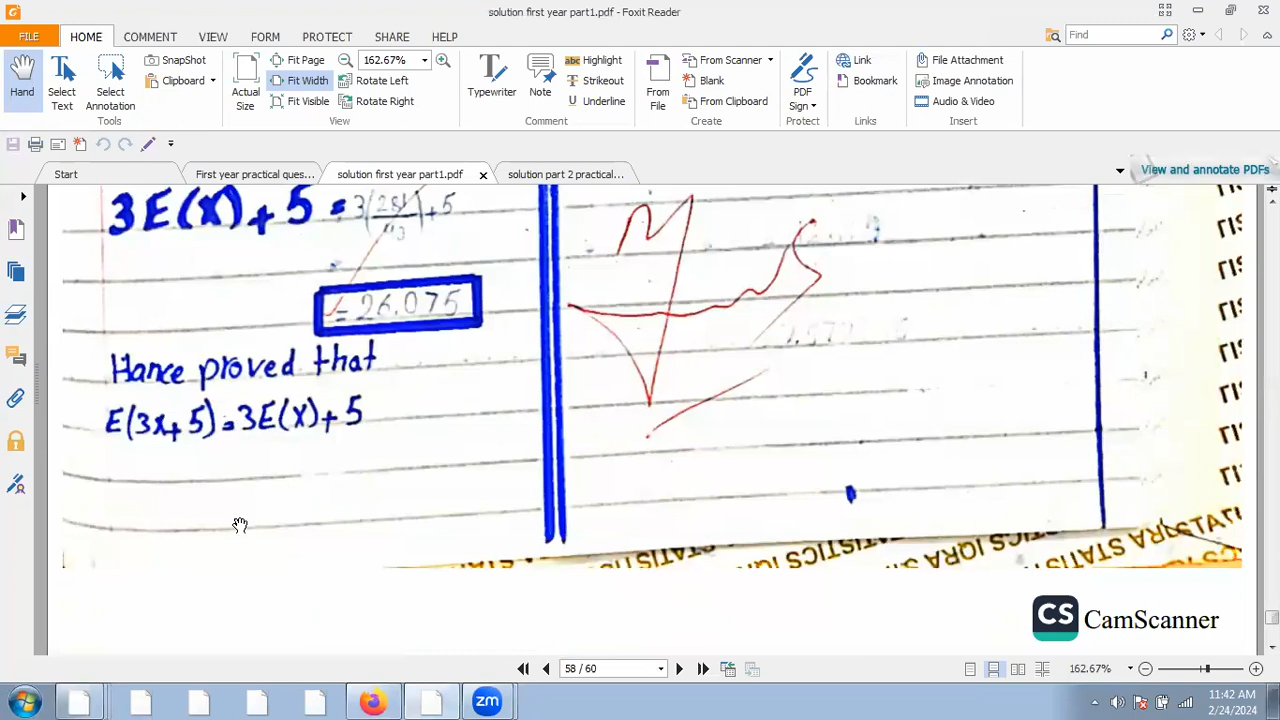 solution first year part1.pdf - Foxit Reader
FILE HOME COMMENT VIEW FORM PROTECT SHARE HELP
Find
Hand
Select Text
Select Annotation
SnapShot
Clipboard
Tools
Actual Size
Fit Page
Fit Width
Fit Visible
162.67%
Rotate Left
Rotate Right
View
Typewriter
Note
Highlight
Strikeout
Underline
Comment
From File
From Scanner
Blank
From Clipboard
Create
PDF Sign
Protect
Link
Bookmark
Links
File Attachment
Image Annotation
Audio & Video
Insert
Start
First year practical ques...
solution first year part1.pdf
solution part 2 practical...
View and annotate PDFs
3E(X)+5 =
= 26.075
Hance proved that
E(3x+5)=3E(X)+5
STATISTICS IQRA
CS CamScanner
58 / 60
162.67%
zm
11:42 AM
2/24/2024